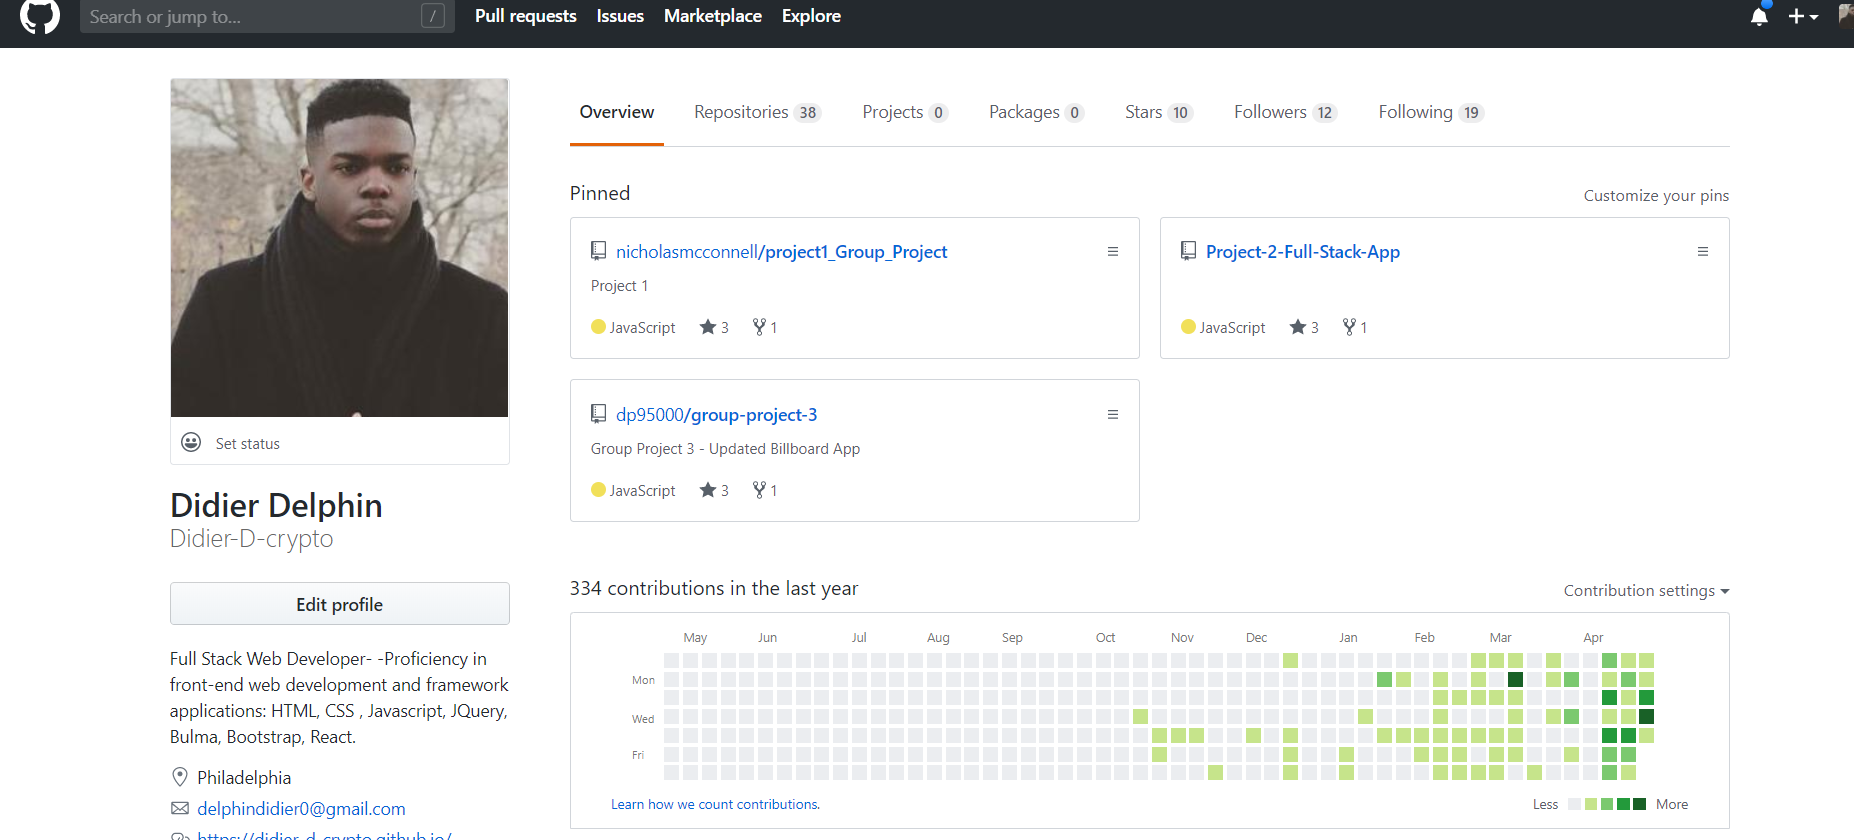 Search or jump to...
/
Pull requests Issues Marketplace Explore
Overview Repositories 38 Projects 0 Packages 0 Stars 10 Followers 12 Following 19
Pinned
Customize your pins
nicholasmcconnell/project1_Group_Project
Project 1
JavaScript 3 1
Project-2-Full-Stack-App
JavaScript 3 1
dp95000/group-project-3
Group Project 3 - Updated Billboard App
JavaScript 3 1
Set status
Didier Delphin
Didier-D-crypto
Edit profile
Full Stack Web Developer- -Proficiency in
front-end web development and framework
applications: HTML, CSS , Javascript, JQuery,
Bulma, Bootstrap, React.
Philadelphia
delphindidier0@gmail.com
https://didier-d-crypto.github.io/
334 contributions in the last year
Contribution settings
May Jun Jul Aug Sep Oct Nov Dec Jan Feb Mar Apr
Mon
Wed
Fri
Learn how we count contributions.
Less More